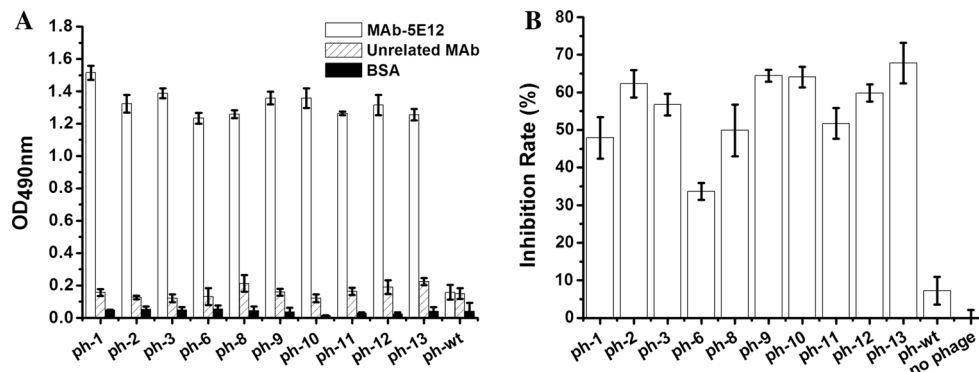 A
MAb-5E12
Unrelated MAb
BSA
OD490nm
1.8
1.6
1.4
1.2
1.0
0.8
0.6
0.4
0.2
0.0
ph-1
ph-2
ph-3
ph-6
ph-8
ph-9
ph-10
ph-11
ph-12
ph-13
ph-wt
B
Inhibition Rate (%)
80
70
60
50
40
30
20
10
0
ph-1
ph-2
ph-3
ph-6
ph-8
ph-9
ph-10
ph-11
ph-12
ph-13
ph-wt
no phage